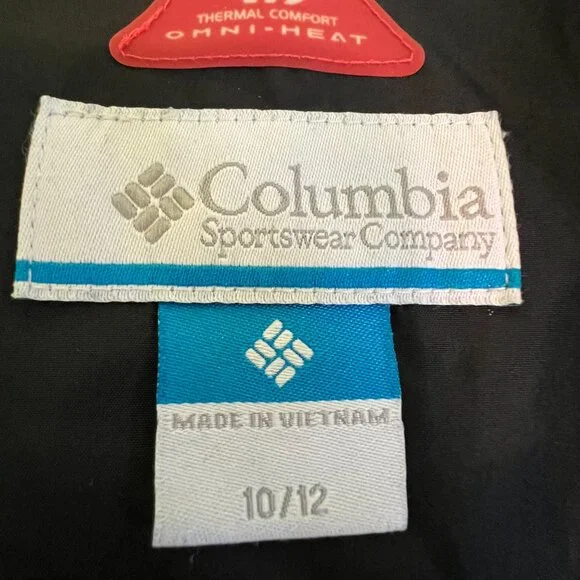 THERMAL COMFORT
OMNI-HEAT
Columbia
Sportswear Company
MADE IN VIETNAM
10/12